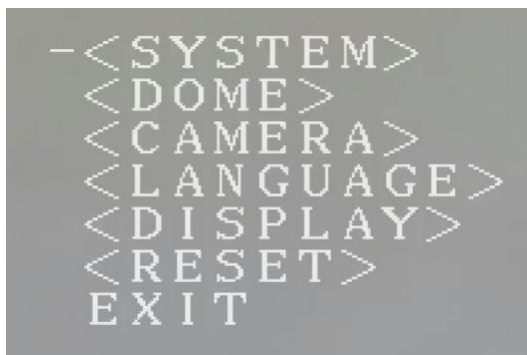 -<SYSTEM>
<DOME>
<CAMERA>
<LANGUAGE>
<DISPLAY>
<RESET>
EXIT